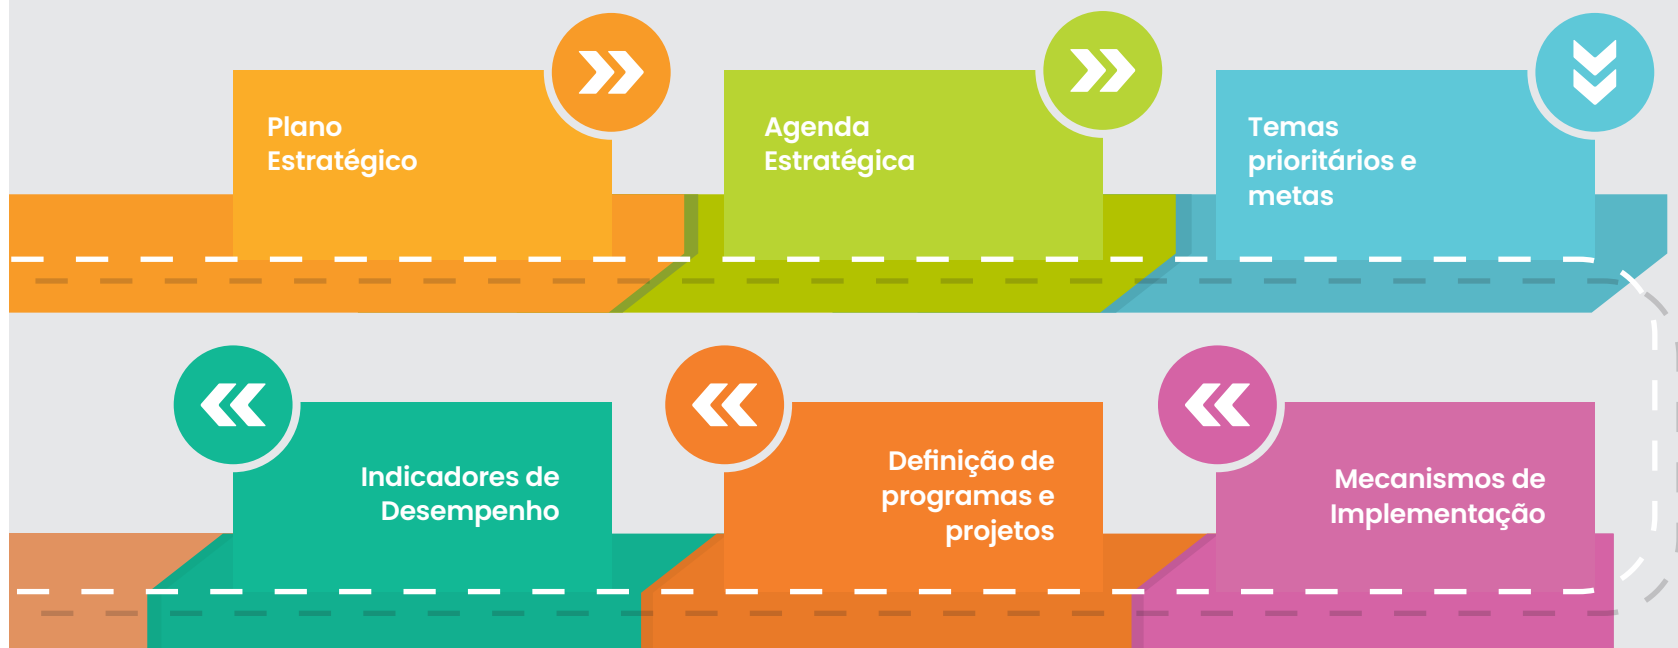 Plano
Estratégico
Agenda
Estratégica
Temas
prioritários e
metas
Mecanismos de
Implementação
Definição de
programas e
projetos
Indicadores de
Desempenho